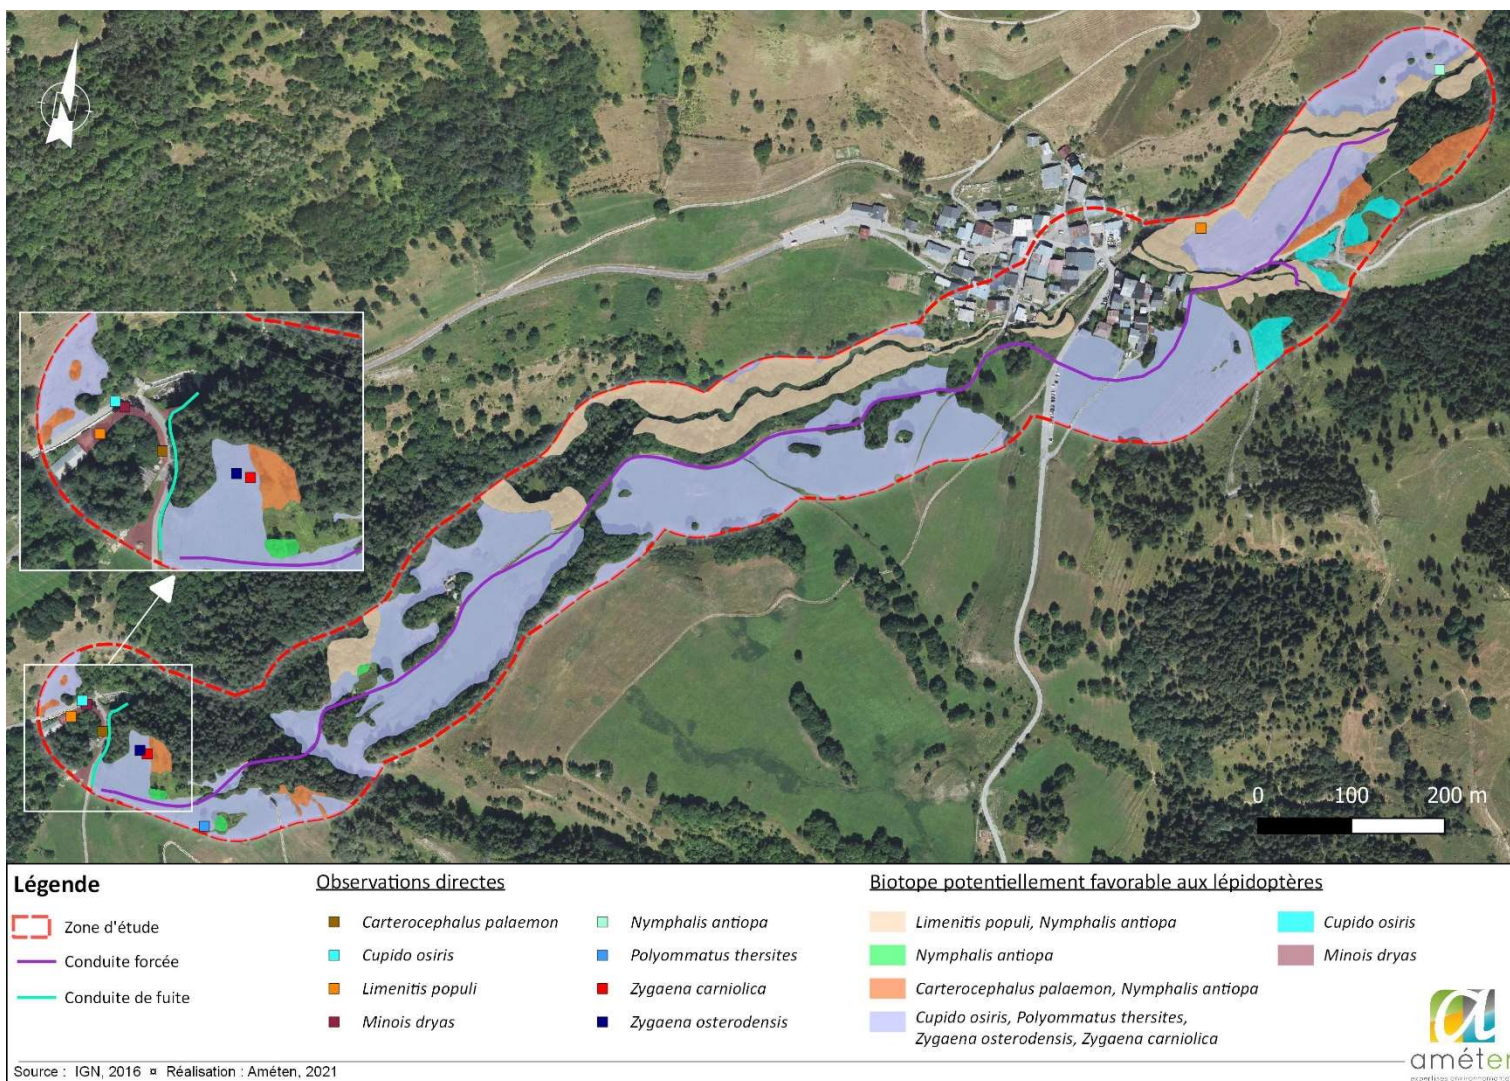 N
0 100 200 m
Légende
Zone d'étude
Conduite forcée
Conduite de fuite
Observations directes
Carterocephalus palaemon
Cupido osiris
Limenitis populi
Minois dryas
Nymphalis antiopa
Polyommatus thersites
Zygaena carniolica
Zygaena osterodensis
Biotope potentiellement favorable aux lépidoptères
Limenitis populi, Nymphalis antiopa
Nymphalis antiopa
Carterocephalus palaemon, Nymphalis antiopa
Cupido osiris, Polyommatus thersites,
Zygaena osterodensis, Zygaena carniolica
Cupido osiris
Minois dryas
a
améten
Source : IGN, 2016 ¤ Réalisation : Améten, 2021